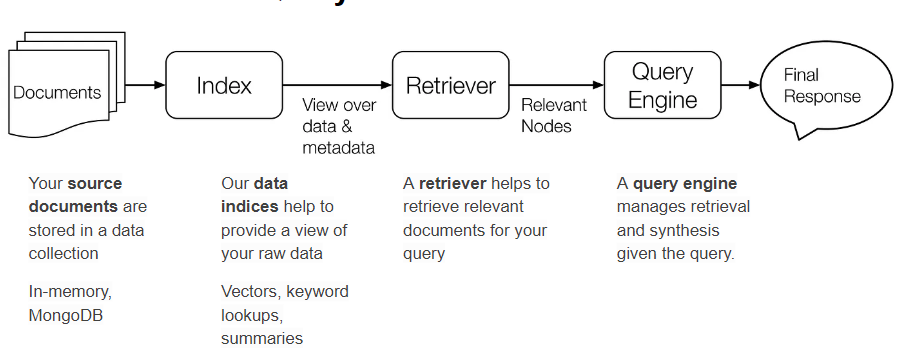 Documents
Index
View over
data &
metadata
Retriever
Relevant
Nodes
Query
Engine
Final
Response
Your source
documents are
stored in a data
collection
In-memory,
MongoDB
Our data
indices help to
provide a view of
your raw data
Vectors, keyword
lookups,
summaries
A retriever helps to
retrieve relevant
documents for your
query
A query engine
manages retrieval
and synthesis
given the query.